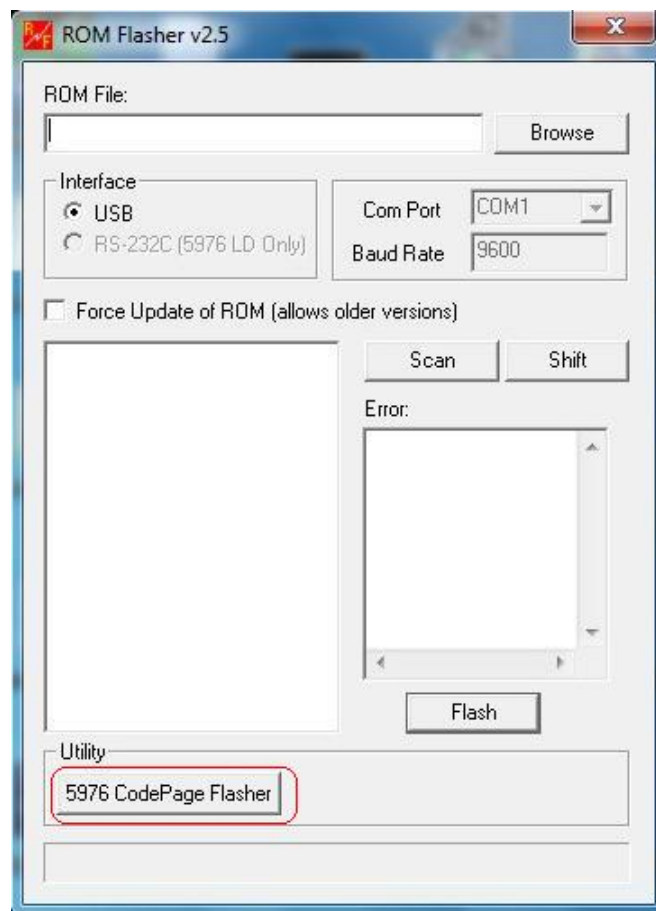 RWF ROM Flasher v2.5
ROM File:
Browse
Interface
USB
RS-232C (5976 LD Only)
Com Port COM1
Baud Rate 9600
Force Update of ROM (allows older versions)
Scan Shift
Error:
Flash
Utility
5976 CodePage Flasher